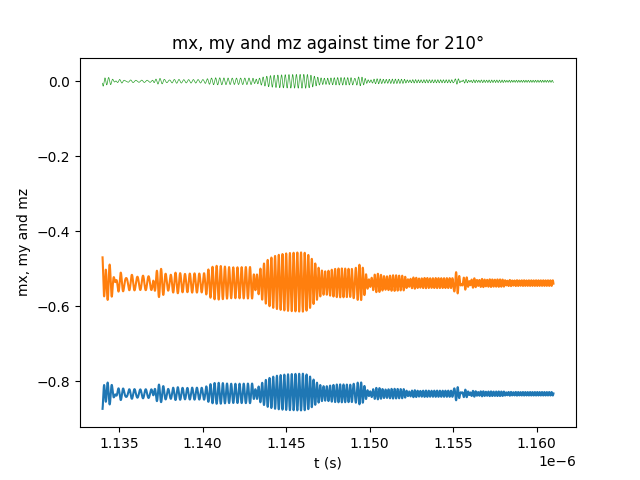 mx, my and mz against time for 210°
mx, my and mz
0.0
−0.2
−0.4
−0.6
−0.8
1.135 1.140 1.145 1.150 1.155 1.160
1e−6
t (s)